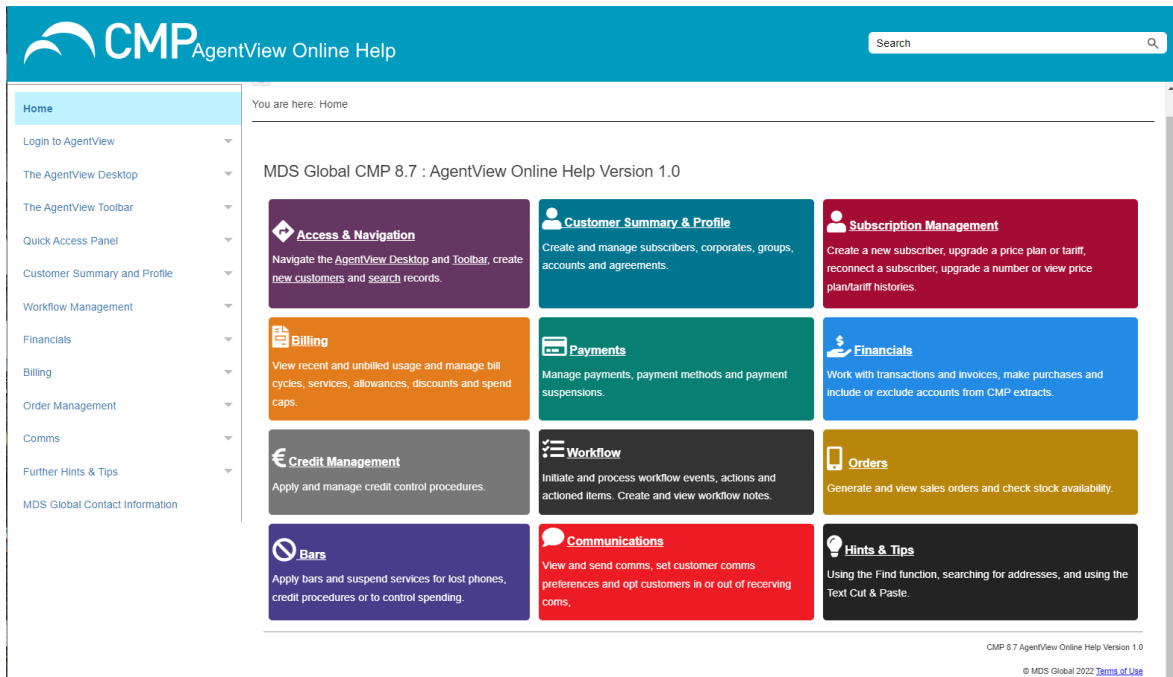 CMP AgentView Online Help
Search
Home
Login to AgentView
The AgentView Desktop
The AgentView Toolbar
Quick Access Panel
Customer Summary and Profile
Workflow Management
Financials
Billing
Order Management
Comms
Further Hints & Tips
MDS Global Contact Information
You are here: Home
MDS Global CMP 8.7 : AgentView Online Help Version 1.0
Access & Navigation
Navigate the AgentView Desktop and Toolbar, create
new customers and search records.
Customer Summary & Profile
Create and manage subscribers, corporates, groups,
accounts and agreements.
Subscription Management
Create a new subscriber, upgrade a price plan or tariff,
reconnect a subscriber, upgrade a number or view price
plan/tariff histories.
Billing
View recent and unbilled usage and manage bill
cycles, services, allowances, discounts and spend
caps.
Payments
Manage payments, payment methods and payment
suspensions.
Financials
Work with transactions and invoices, make purchases and
include or exclude accounts from CMP extracts.
Credit Management
Apply and manage credit control procedures.
Workflow
Initiate and process workflow events, actions and
actioned items. Create and view workflow notes.
Orders
Generate and view sales orders and check stock availability.
Bars
Apply bars and suspend services for lost phones,
credit procedures or to control spending.
Communications
View and send comms, set customer comms
preferences and opt customers in or out of receiving
coms,
Hints & Tips
Using the Find function, searching for addresses, and using the
Text Cut & Paste.
CMP 8.7 AgentView Online Help Version 1.0
© MDS Global 2022 Terms of Use